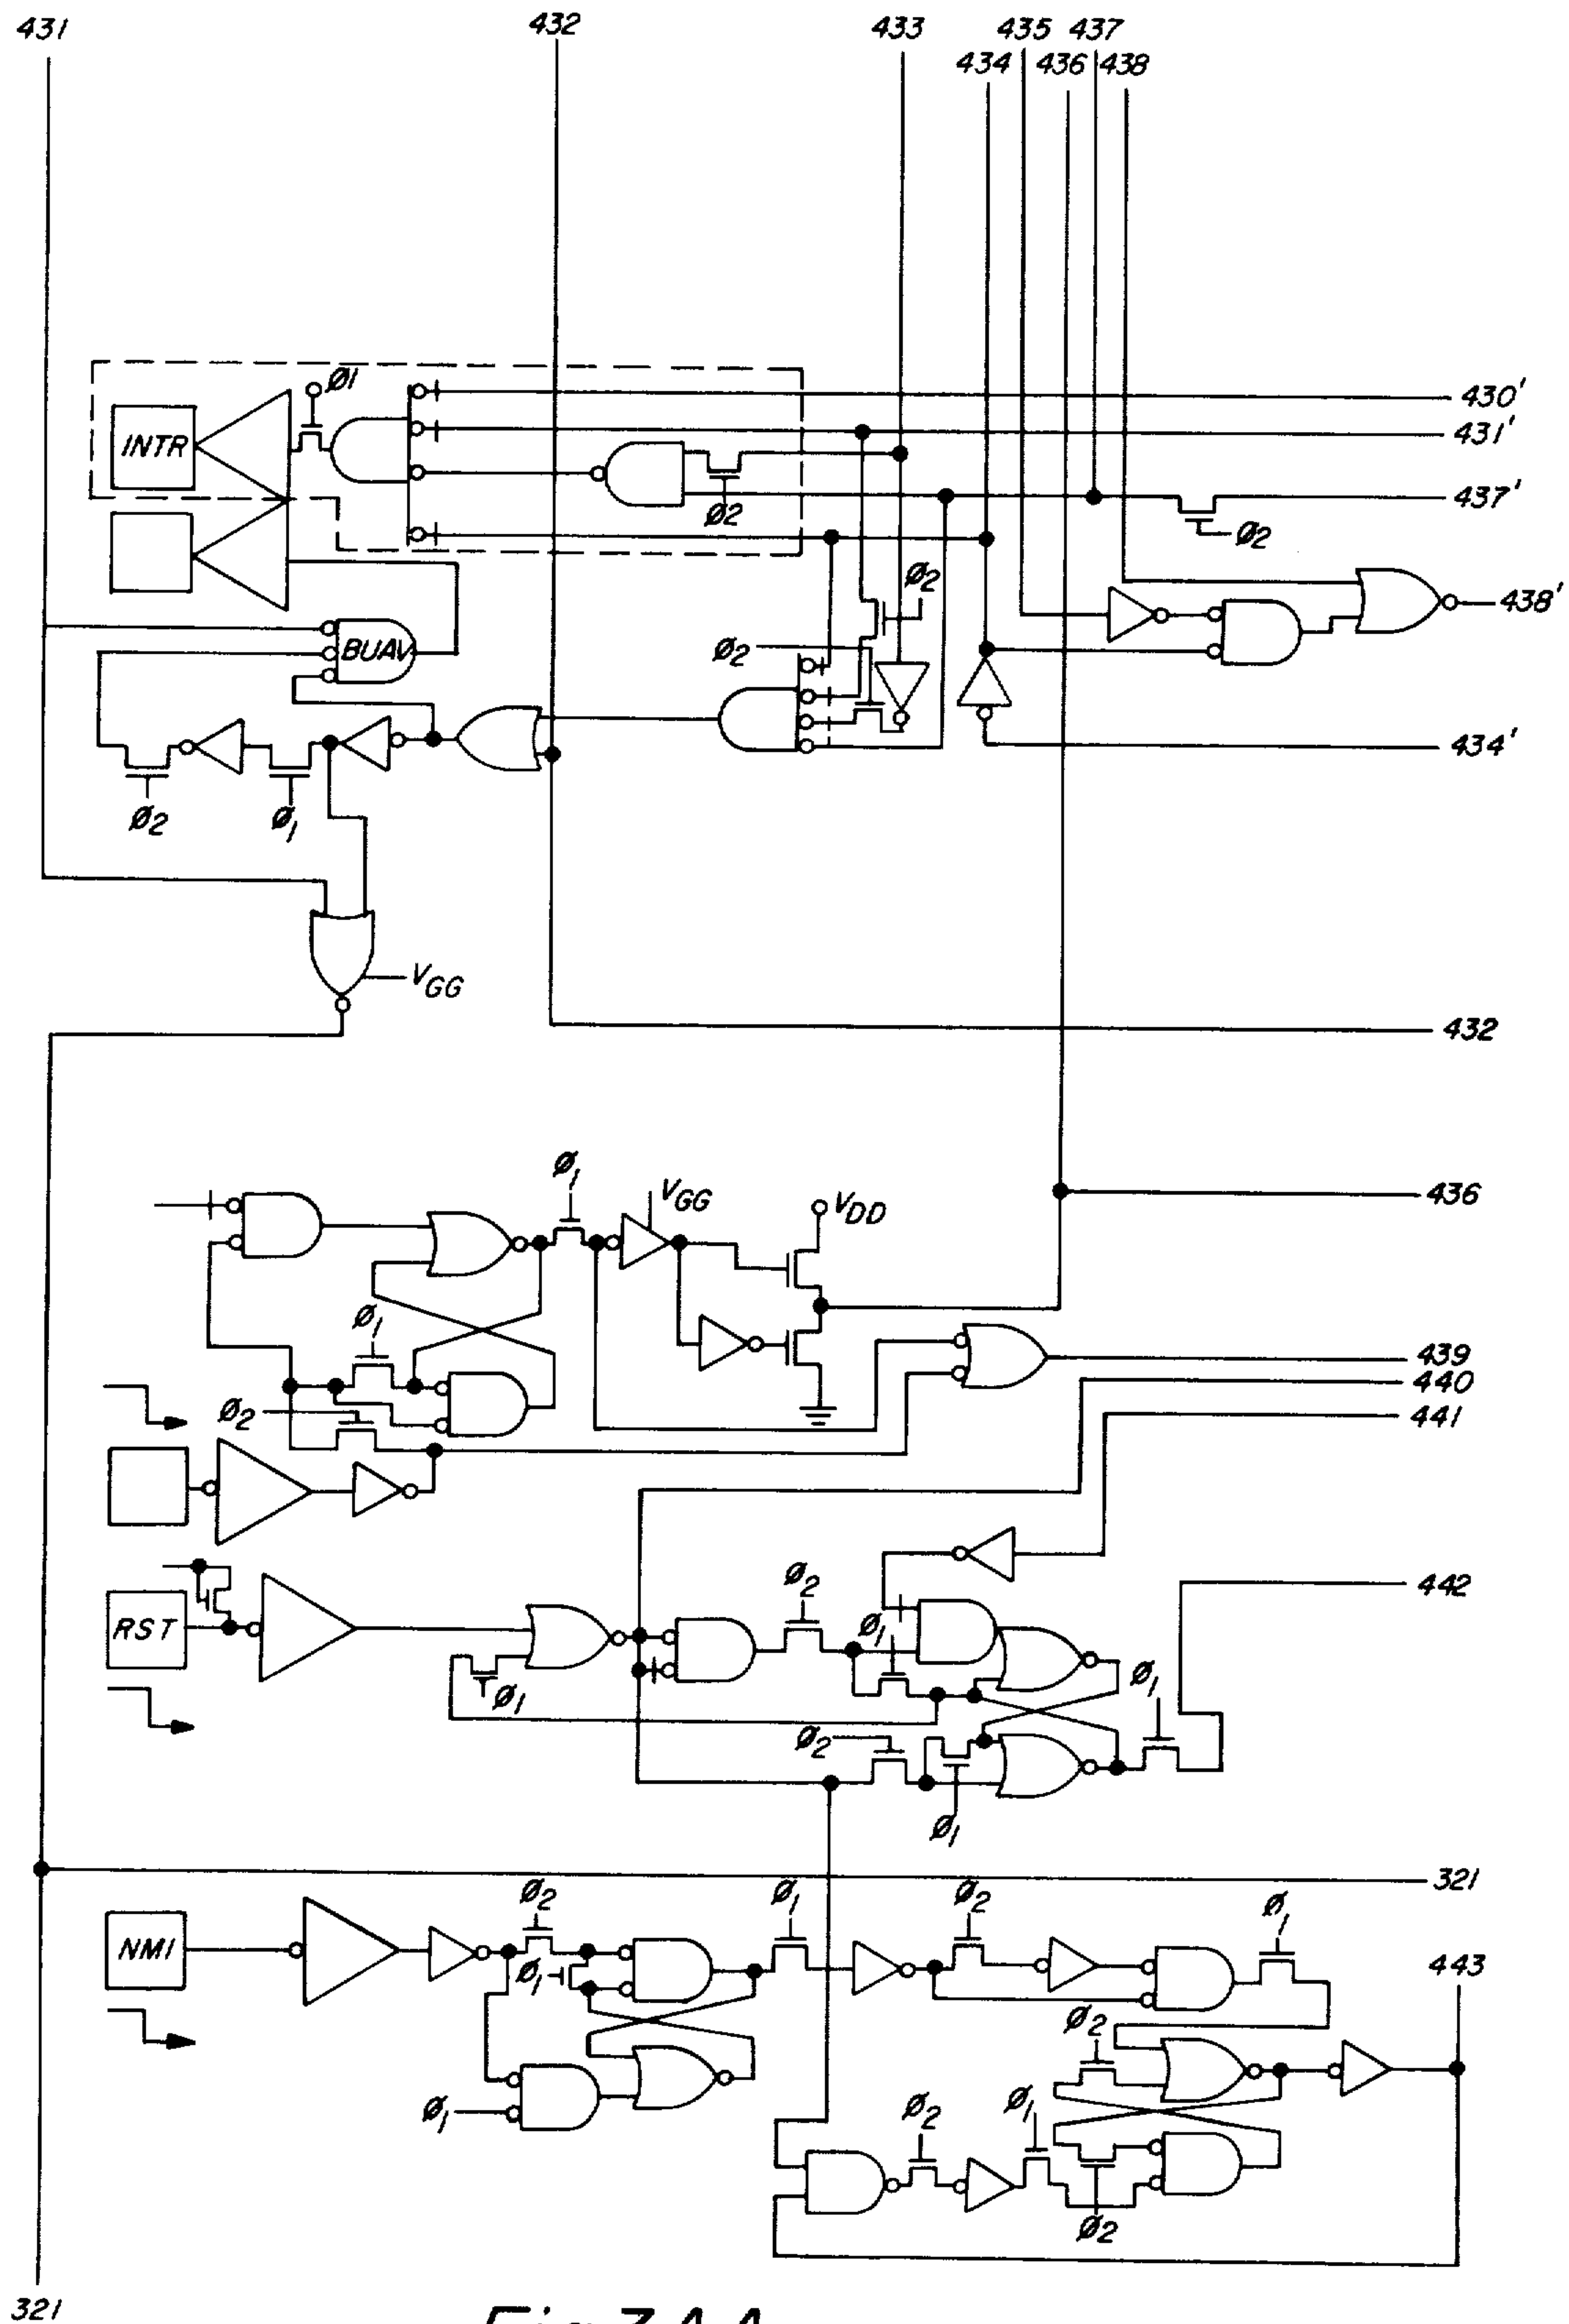 431
432
433
435 437
434 436 438
Ø1
430'
INTR
431'
Ø2
437'
Ø2
Ø2
438'
BUAV
Ø2
434'
Ø2
Ø1
VGG
432
Ø1
VGG
VDD
436
Ø1
439
440
Ø2
441
Ø2
442
RST
Ø1
Ø1
Ø1
Ø2
Ø1
321
Ø2
Ø1
Ø2
Ø1
NMI
Ø1
443
Ø2
Ø1
Ø2
Ø1
Ø2
321